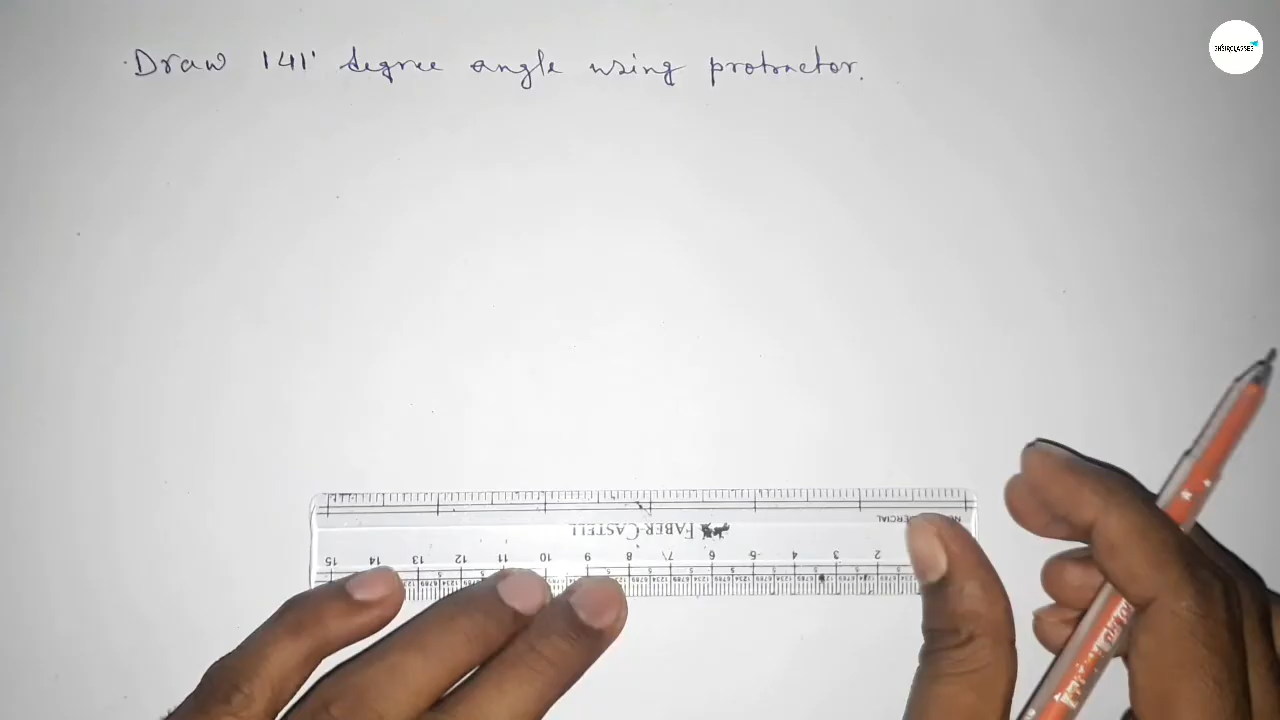 Draw 141° degree angle using protractor.
SHSIRCLASSES
FABER-CASTELL
15 14 13 12 11 10 9 8 7 6 5 4 3 2